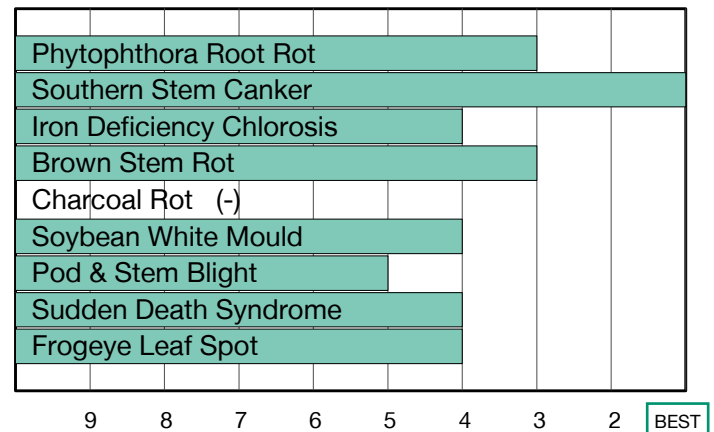 Phytophthora Root Rot
Southern Stem Canker
Iron Deficiency Chlorosis
Brown Stem Rot
Charcoal Rot (-)
Soybean White Mould
Pod & Stem Blight
Sudden Death Syndrome
Frogeye Leaf Spot
9 8 7 6 5 4 3 2 BEST